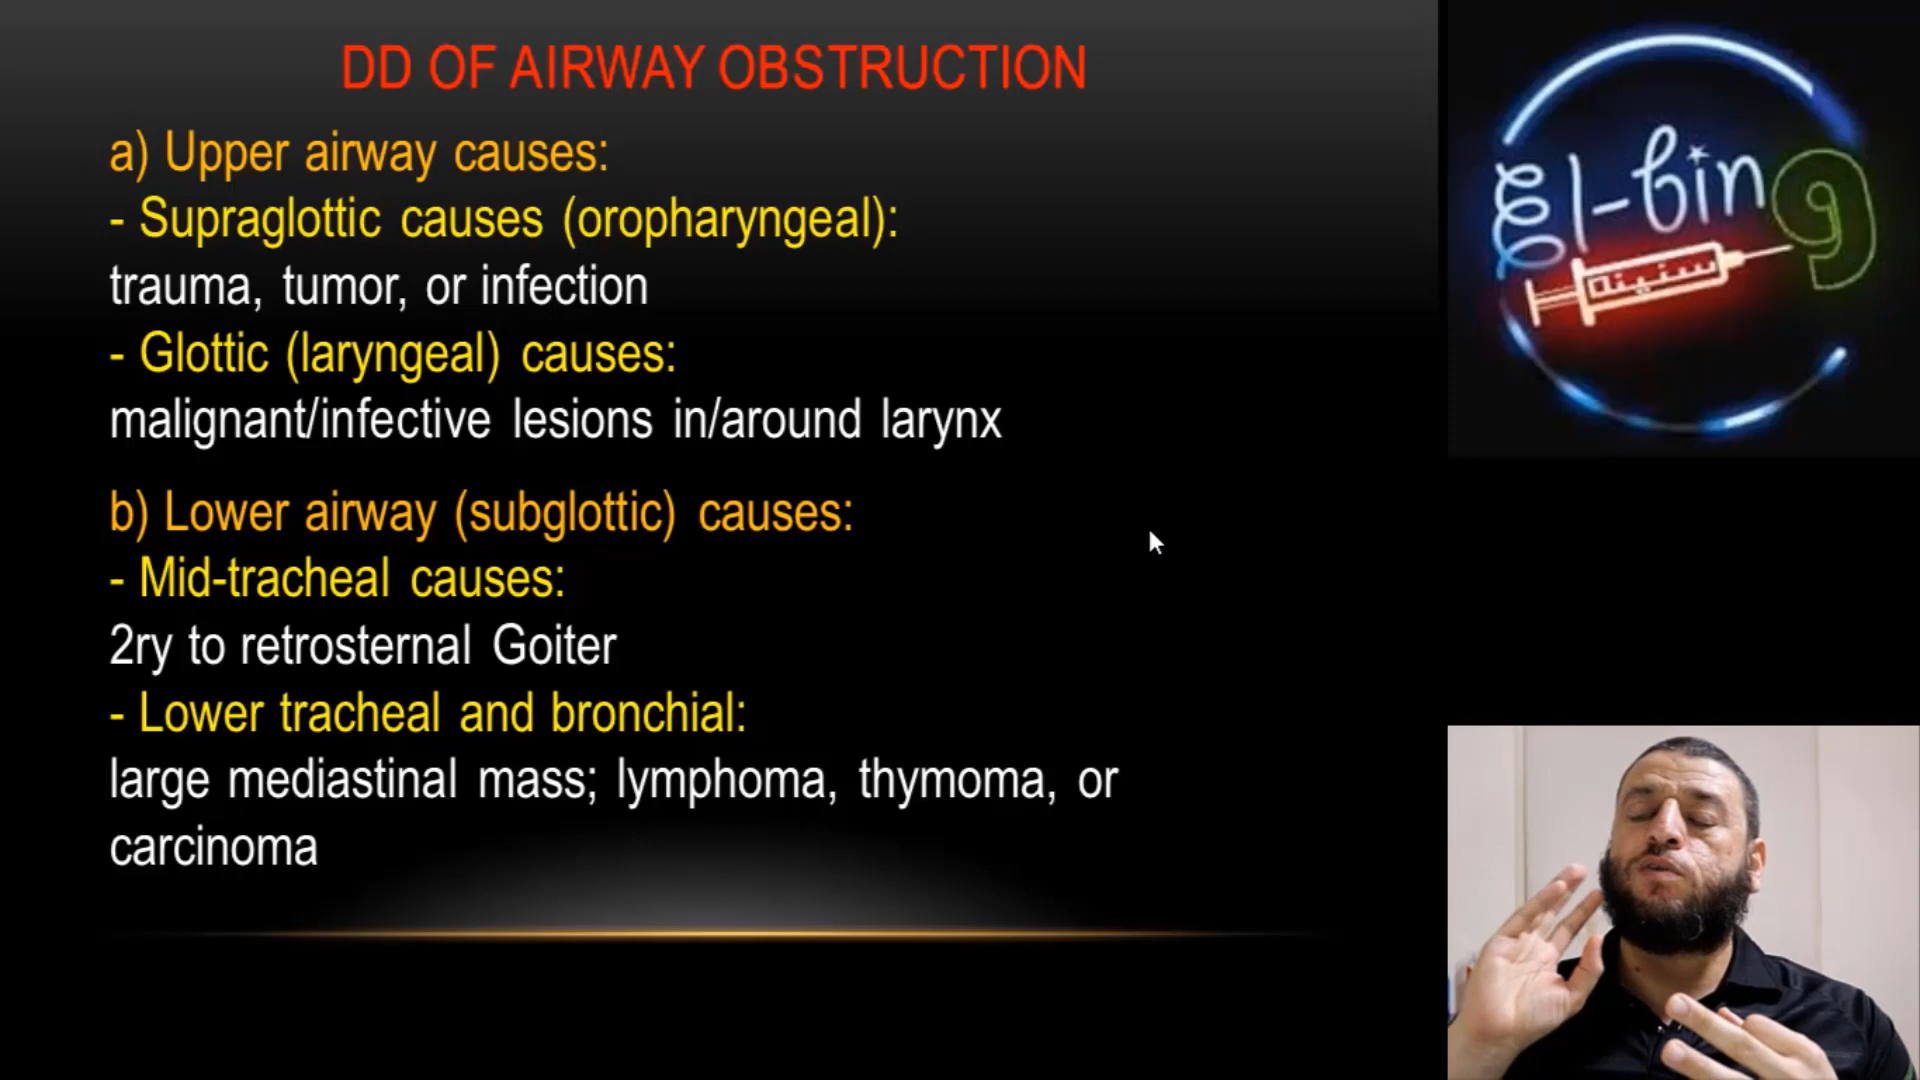 DD OF AIRWAY OBSTRUCTION
a) Upper airway causes:
- Supraglottic causes (oropharyngeal):
trauma, tumor, or infection
- Glottic (laryngeal) causes:
malignant/infective lesions in/around larynx
b) Lower airway (subglottic) causes:
- Mid-tracheal causes:
2ry to retrosternal Goiter
- Lower tracheal and bronchial:
large mediastinal mass; lymphoma, thymoma, or
carcinoma
El-bing